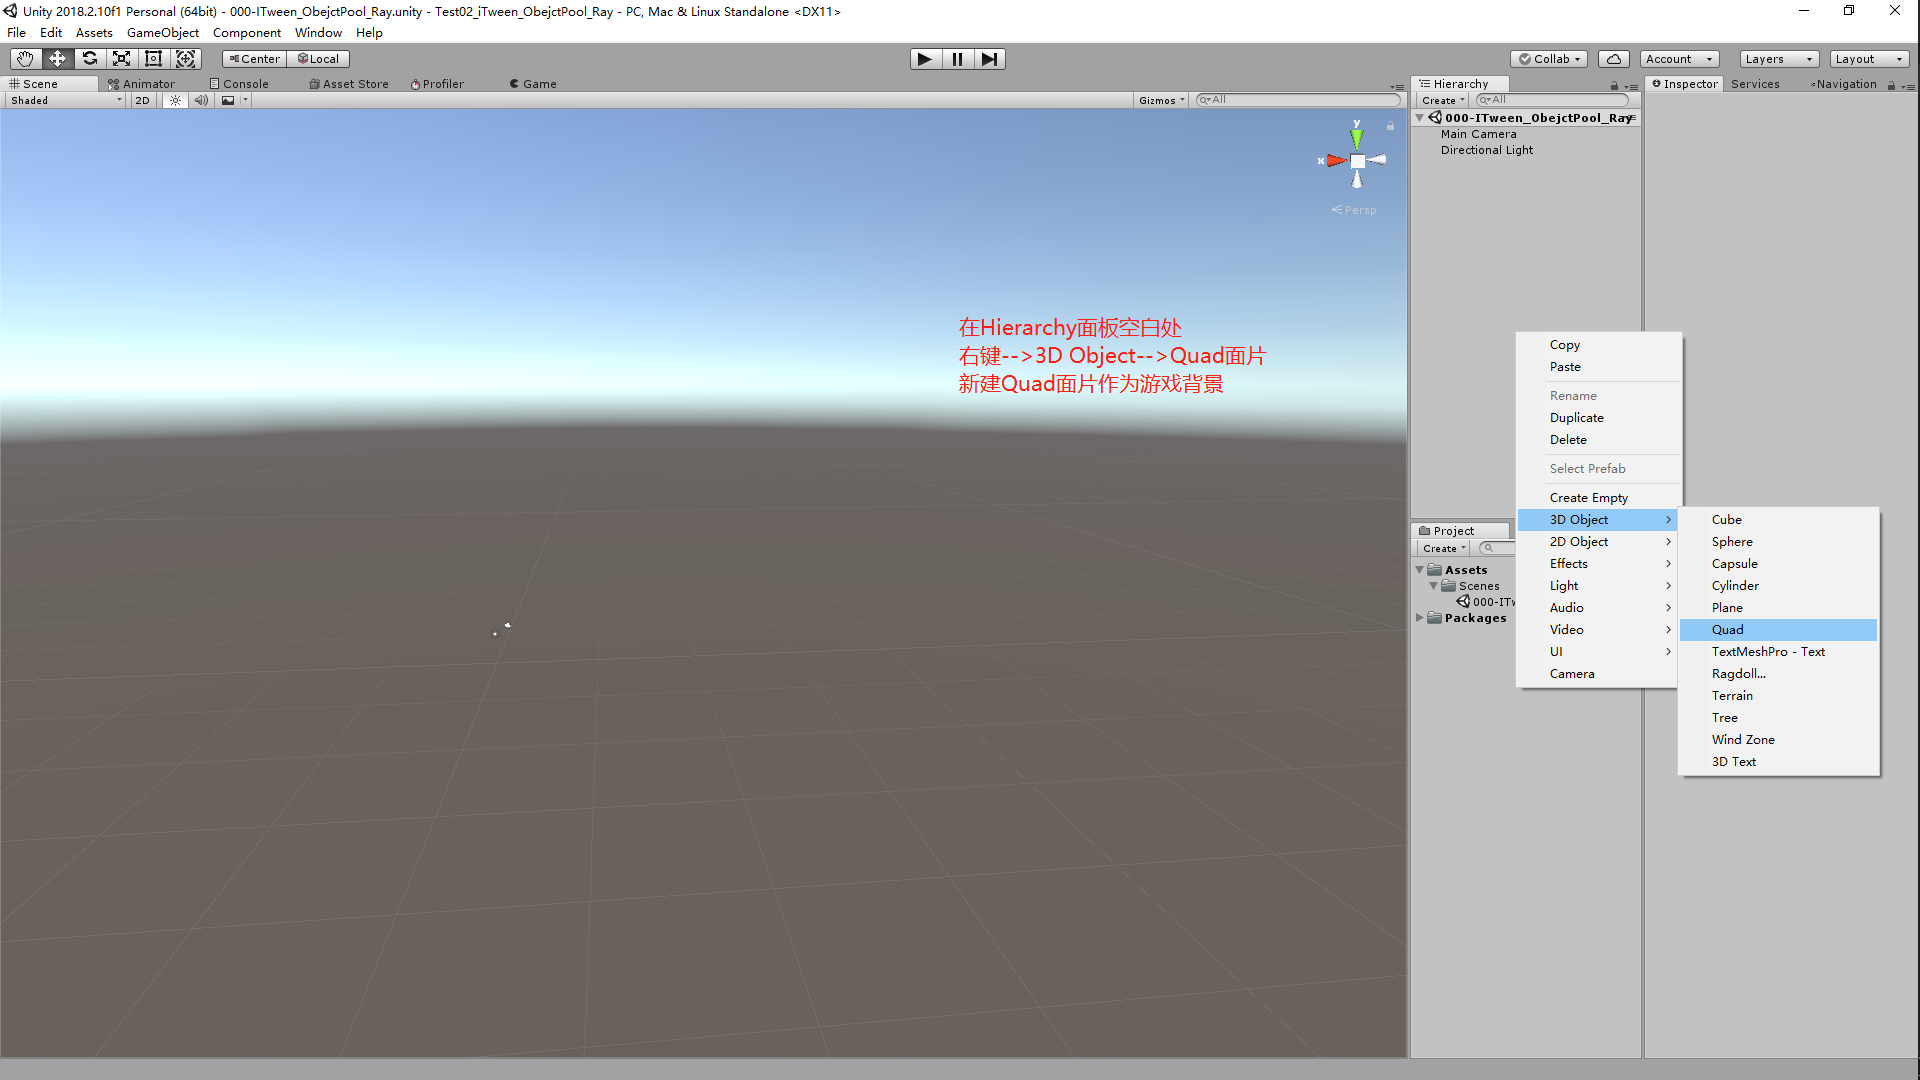 Unity 2018.2.10f1 Personal (64bit) - 000-ITween_ObejctPool_Ray.unity - Test02_iTween_ObejctPool_Ray - PC, Mac & Linux Standalone <DX11>
File Edit Assets GameObject Component Window Help
Center Local Collab Account Layers Layout
Scene Animator Console Asset Store Profiler Game
Shaded 2D Gizmos All
y
x
Persp
在Hierarchy面板空白处
右键-->3D Object-->Quad面片
新建Quad面片作为游戏背景
Hierarchy
Create All
000-ITween_ObejctPool_Ray
Main Camera
Directional Light
Inspector Services Navigation
Project
Create
Assets
Scenes
000-ITw
Packages
Copy
Paste
Rename
Duplicate
Delete
Select Prefab
Create Empty
3D Object
2D Object
Effects
Light
Audio
Video
UI
Camera
Cube
Sphere
Capsule
Cylinder
Plane
Quad
TextMeshPro - Text
Ragdoll...
Terrain
Tree
Wind Zone
3D Text